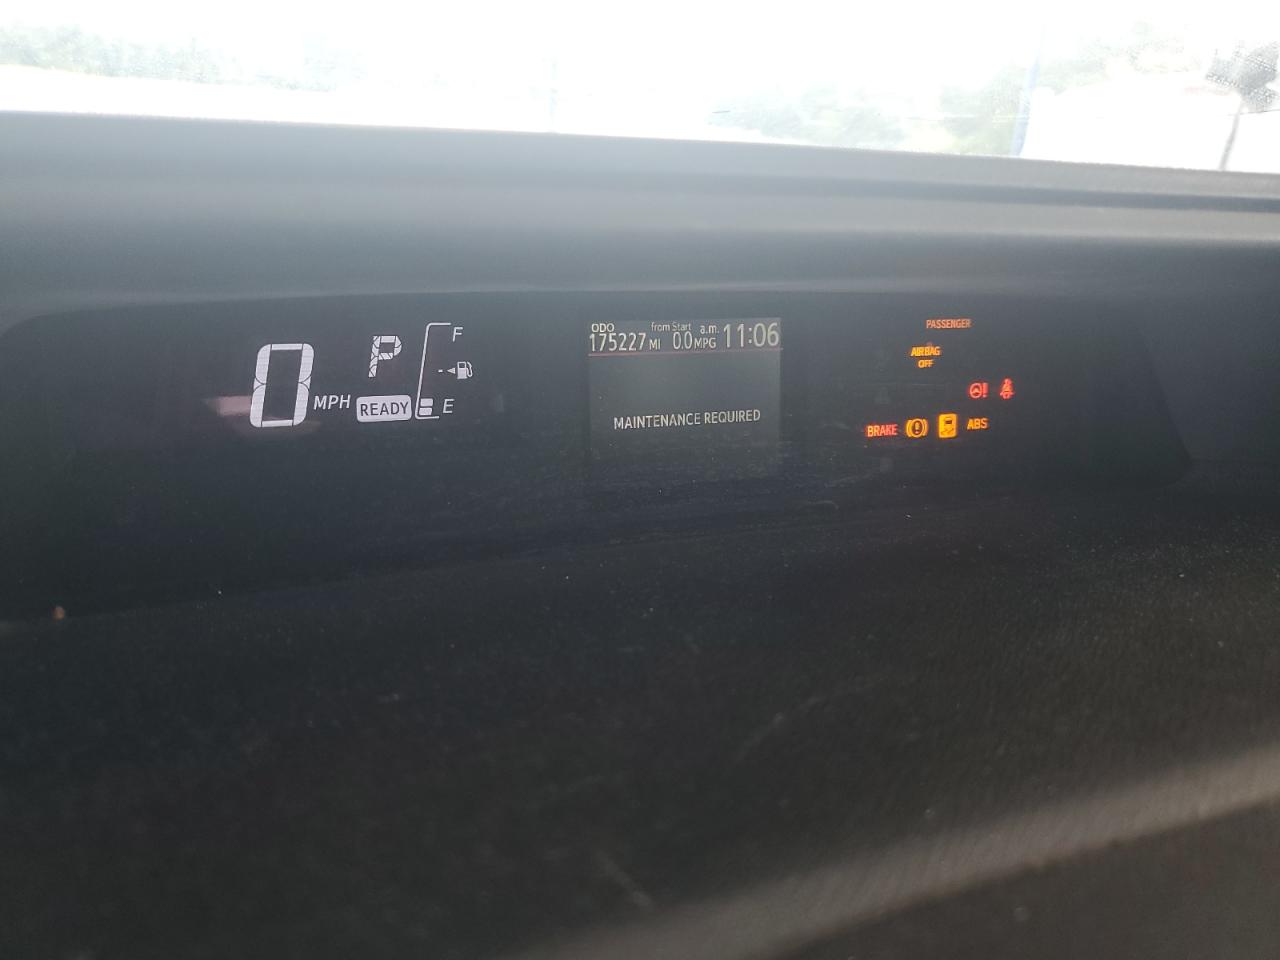 0 MPH
P
READY
F
E
ODO from Start a.m.
175227 MI 0.0 MPG 11:06
MAINTENANCE REQUIRED
PASSENGER
AIRBAG
OFF
BRAKE ABS